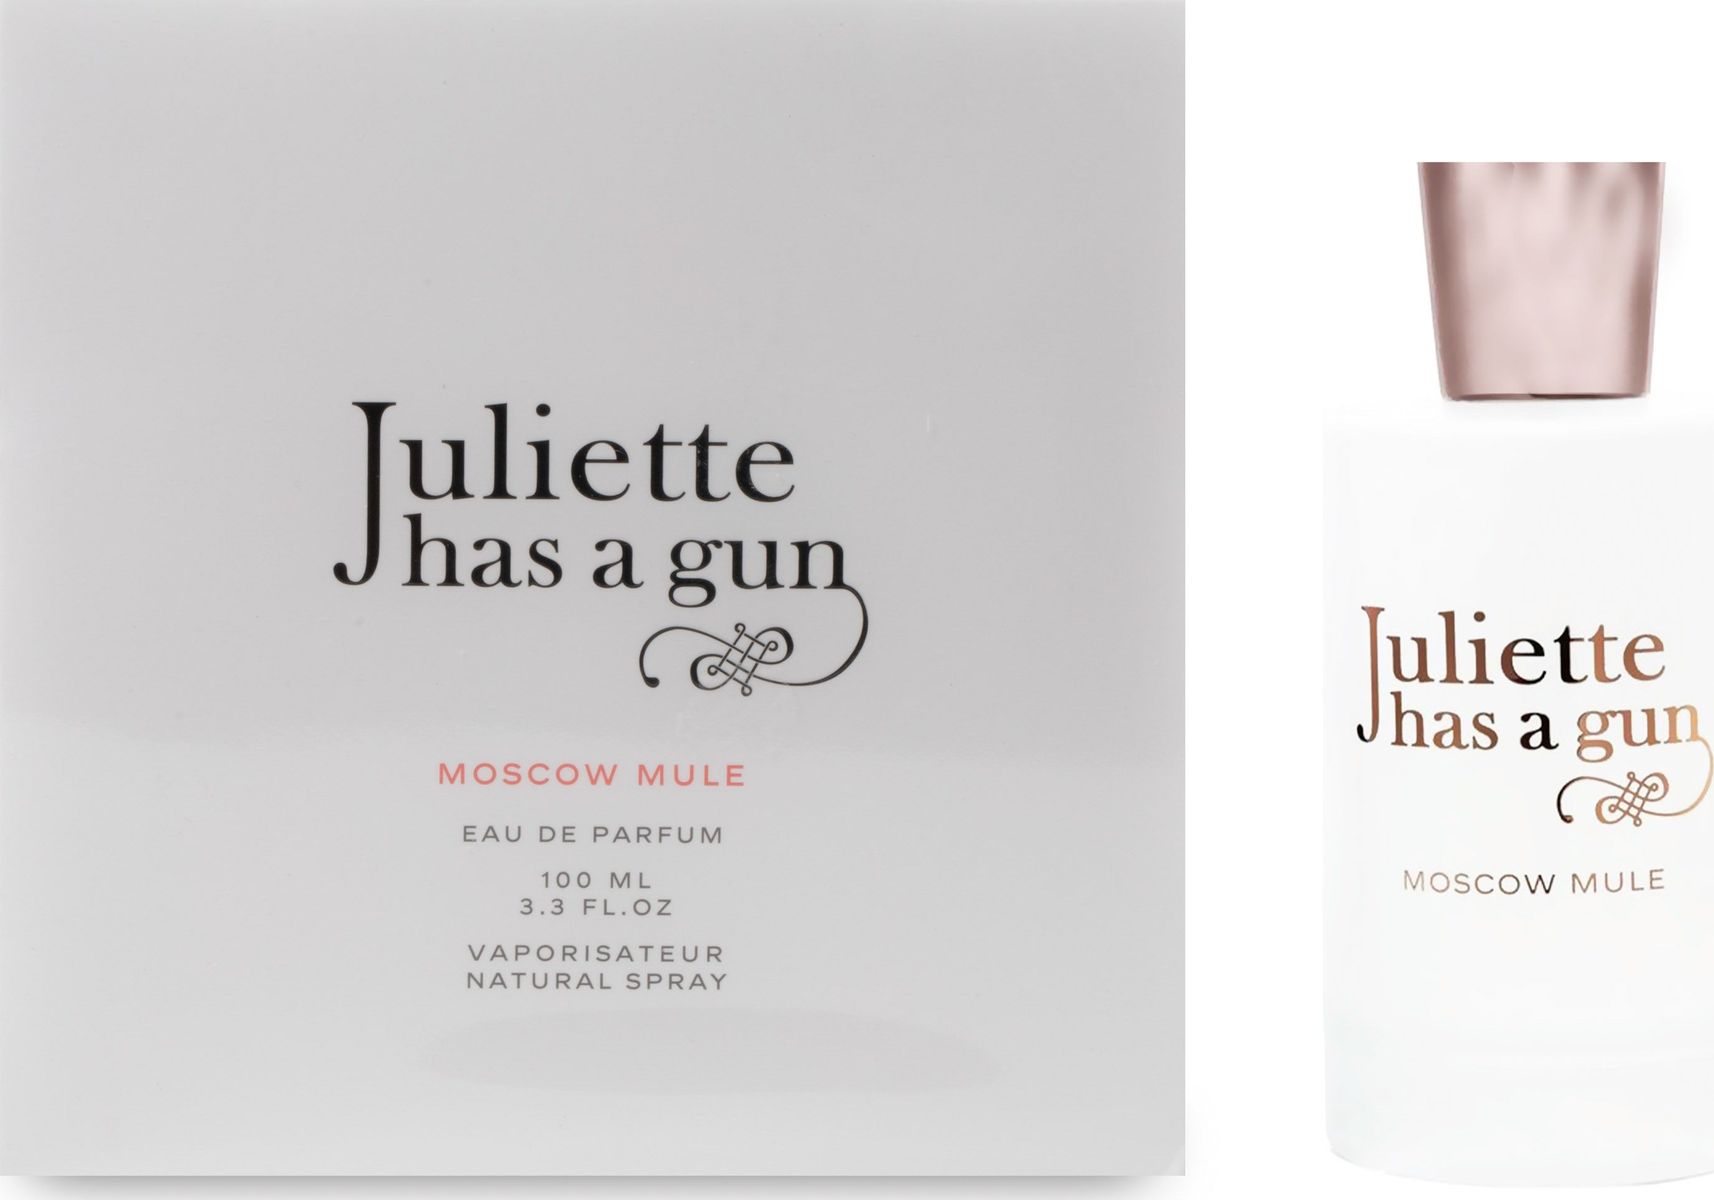 Juliette
has a gun
MOSCOW MULE
EAU DE PARFUM
100 ML
3.3 FL.OZ
VAPORISATEUR
NATURAL SPRAY
Juliette
has a gun
MOSCOW MULE